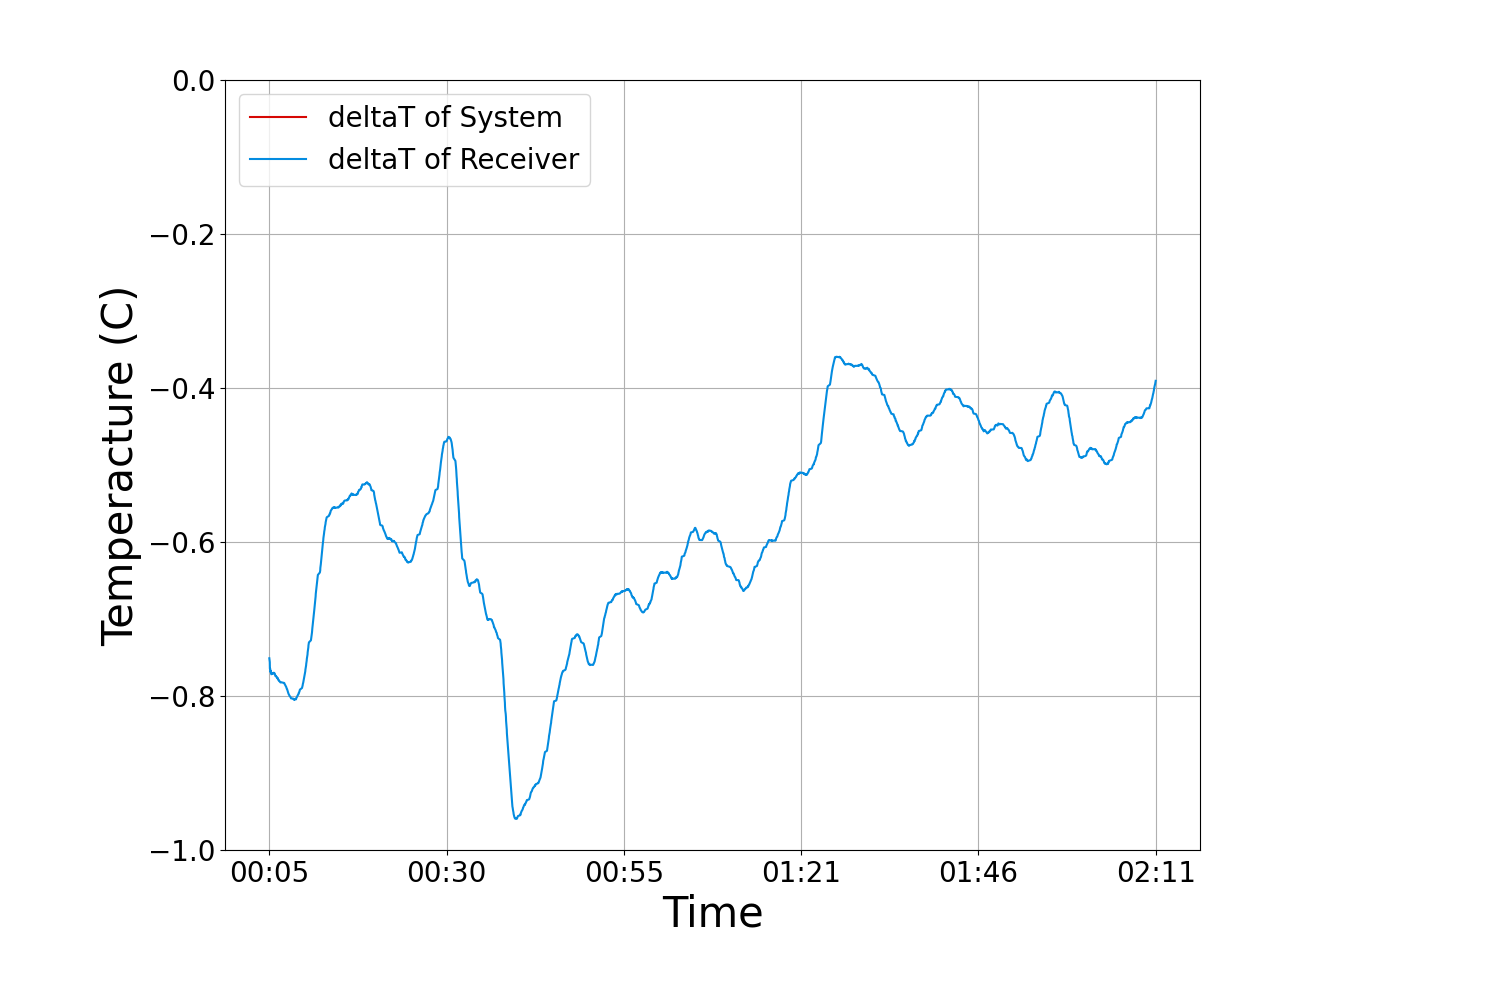 deltaT of System
deltaT of Receiver
0.0
−0.2
−0.4
−0.6
−0.8
−1.0
Temperacture (C)
00:05 00:30 00:55 01:21 01:46 02:11
Time